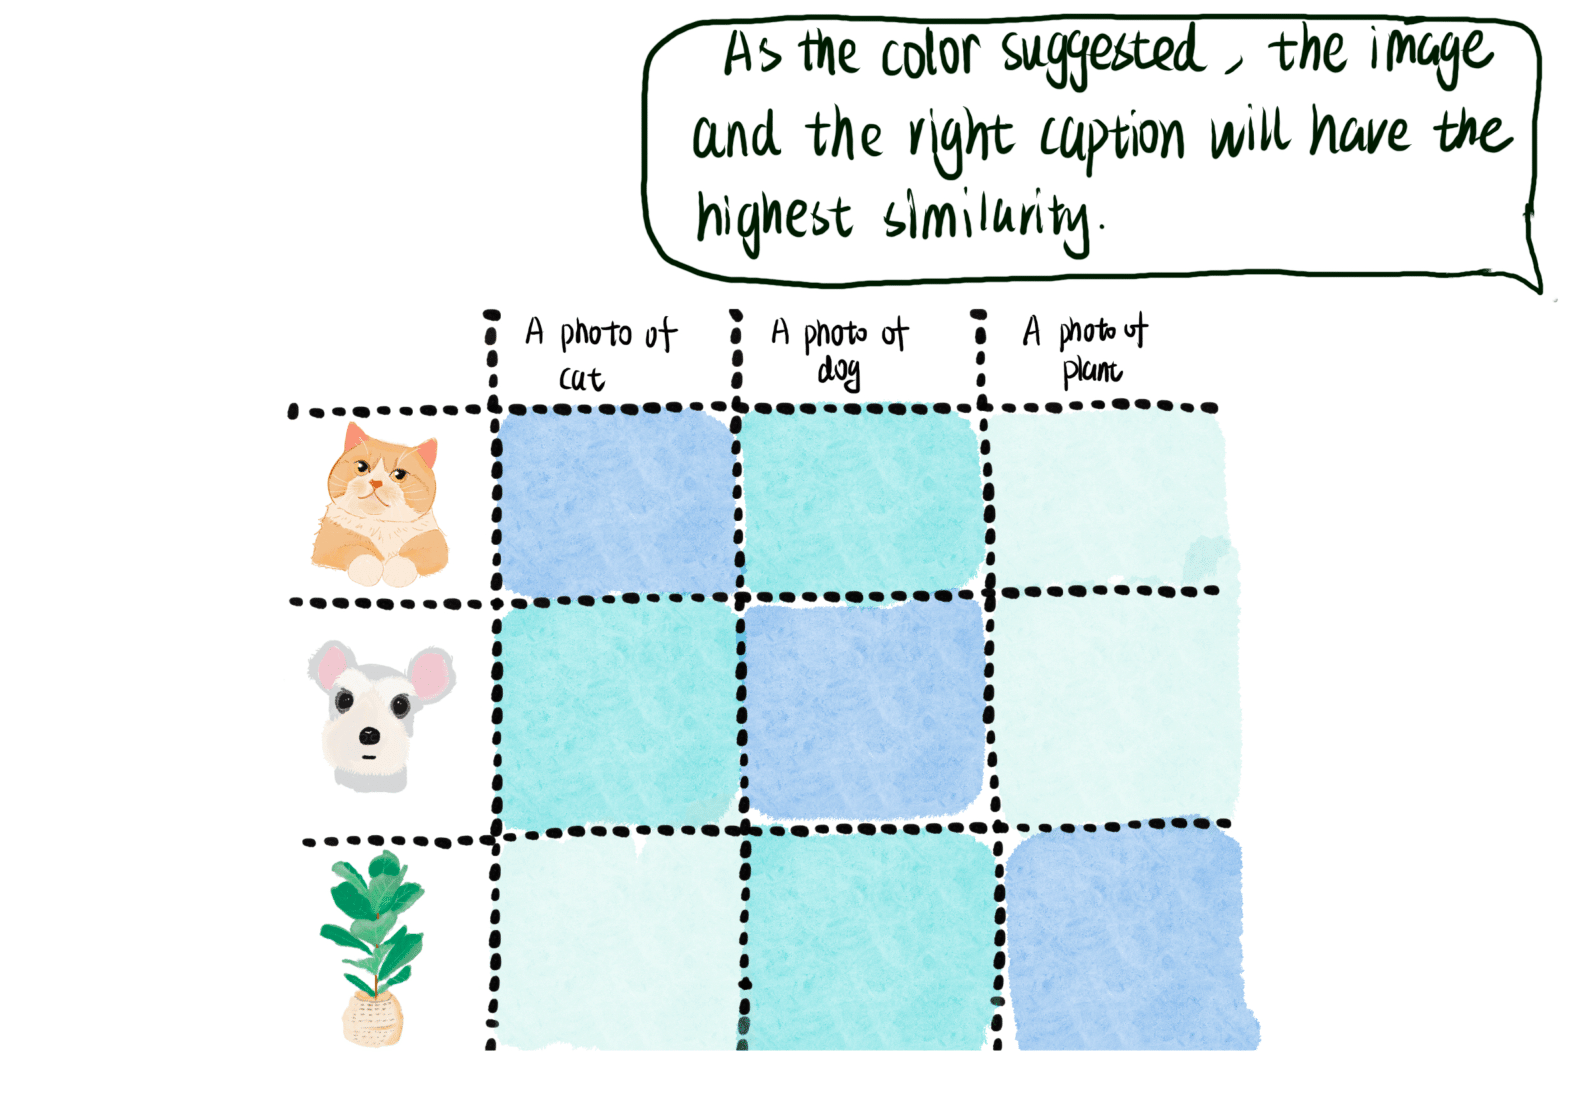 As the color suggested, the image
and the right caption will have the
highest similarity.
A photo of
cat
A photo of
dog
A photo of
plant